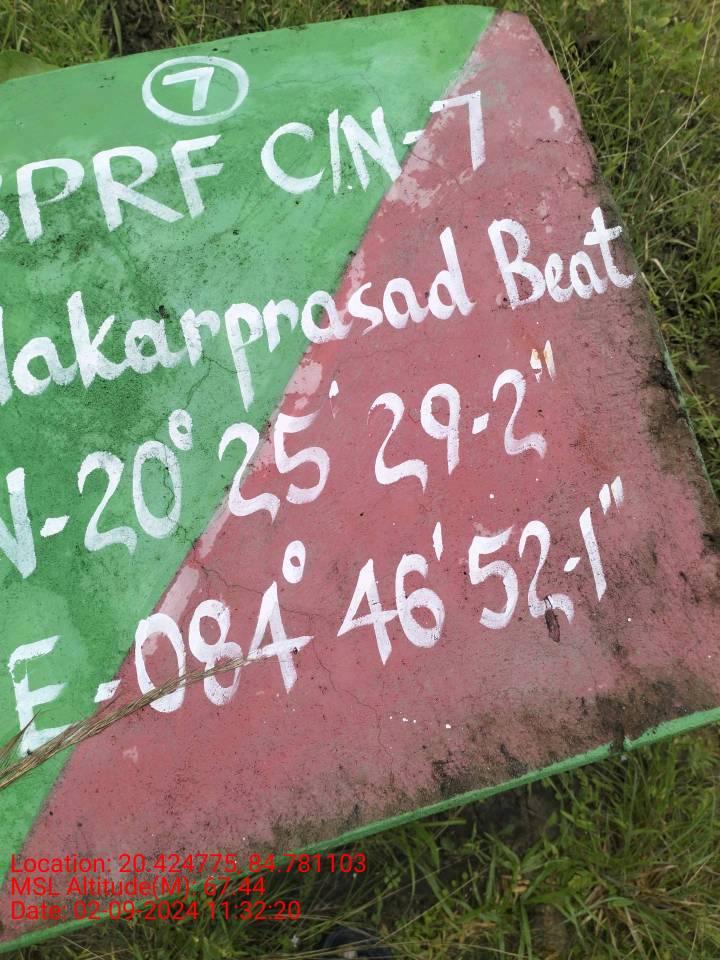 7
PRF C/N-7
akarprasad Beat
N-20° 25' 29-2"
E-084° 46' 52-1"
Location: 20.424775, 84.781103
MSL Altitude(M): 67.44
Date: 02-09-2024 11:32:20